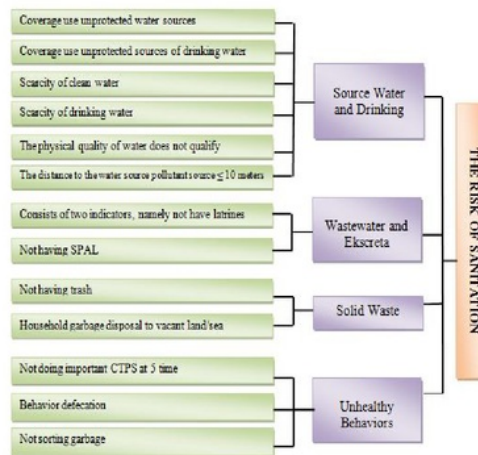 Coverage use unprotected water sources
Coverage use unprotected sources of drinking water
Scarcity of clean water
Scarcity of drinking water
The physical quality of water does not qualify
The distance to the water source pollutant source ≤ 10 meters
Source Water
and Drinking
Consists of two indicators, namely not have latrines
Not having SPAL
Wastewater and
Ekscreta
Not having trash
Household garbage disposal to vacant land/sea
Solid Waste
Not doing important CTPS at 5 time
Behavior defecation
Not sorting garbage
Unhealthy
Behaviors
THE RISK OF SANITATION